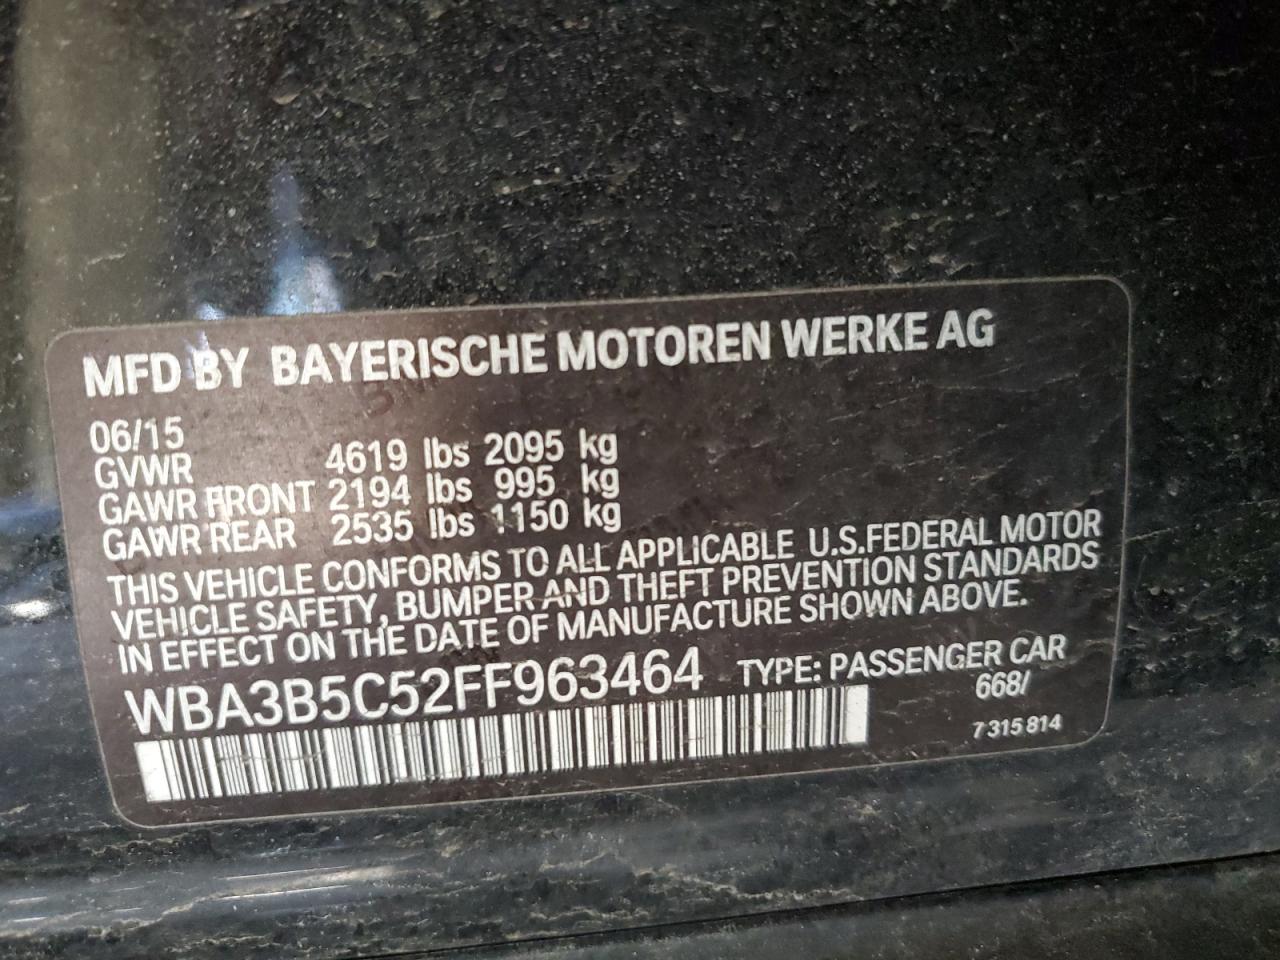 MFD BY BAYERISCHE MOTOREN WERKE AG
06/15
GVWR 4619 lbs 2095 kg
GAWR FRONT 2194 lbs 995 kg
GAWR REAR 2535 lbs 1150 kg
THIS VEHICLE CONFORMS TO ALL APPLICABLE U.S.FEDERAL MOTOR
VEHICLE SAFETY, BUMPER AND THEFT PREVENTION STANDARDS
IN EFFECT ON THE DATE OF MANUFACTURE SHOWN ABOVE.
WBA3B5C52FF963464 TYPE: PASSENGER CAR
668/
7 315 814